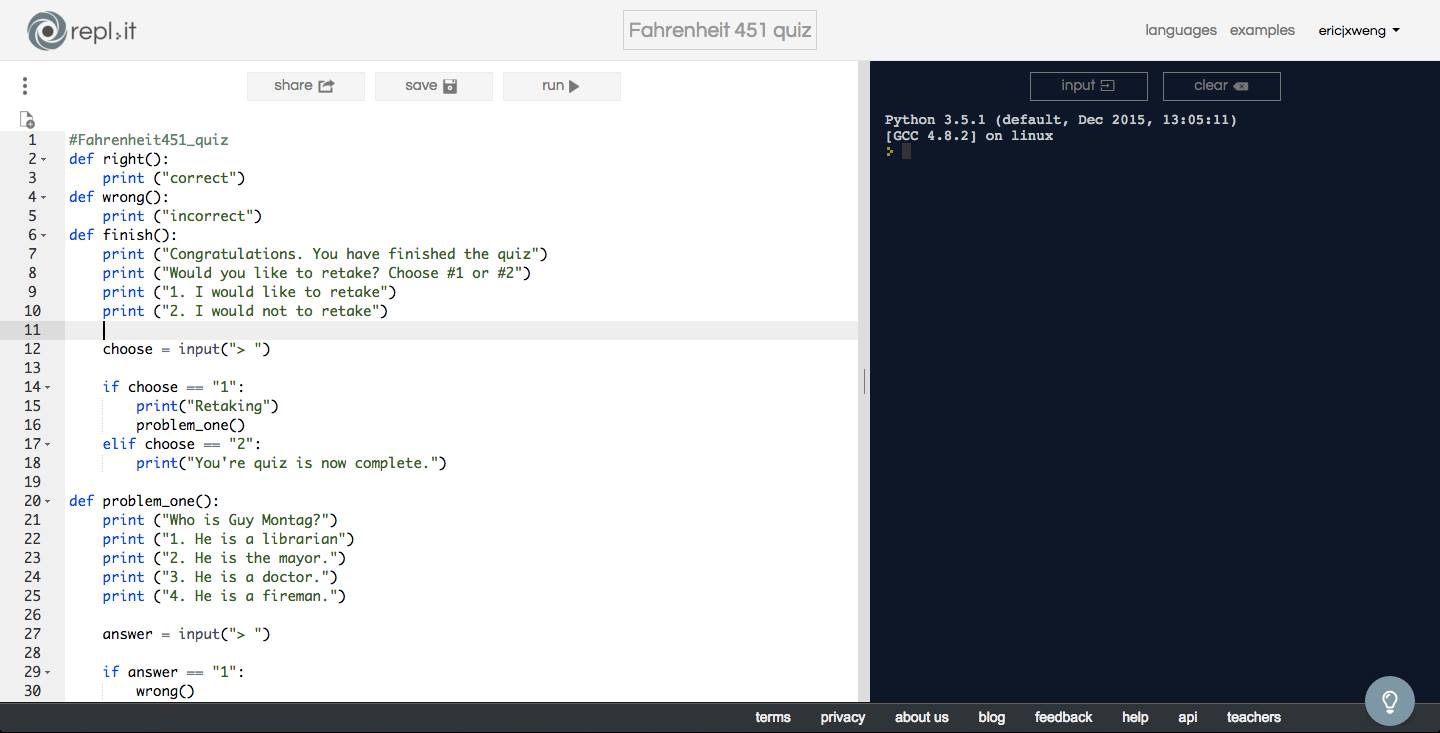 repl.it
Fahrenheit 451 quiz
languages examples ericjxweng
share save run
input clear
1 #Fahrenheit451_quiz
2 def right():
3 print ("correct")
4 def wrong():
5 print ("incorrect")
6 def finish():
7 print ("Congratulations. You have finished the quiz")
8 print ("Would you like to retake? Choose #1 or #2")
9 print ("1. I would like to retake")
10 print ("2. I would not to retake")
11
12 choose = input("> ")
13
14 if choose == "1":
15 print("Retaking")
16 problem_one()
17 elif choose == "2":
18 print("You're quiz is now complete.")
19
20 def problem_one():
21 print ("Who is Guy Montag?")
22 print ("1. He is a librarian")
23 print ("2. He is the mayor.")
24 print ("3. He is a doctor.")
25 print ("4. He is a fireman.")
26
27 answer = input("> ")
28
29 if answer == "1":
30 wrong()
Python 3.5.1 (default, Dec 2015, 13:05:11)
[GCC 4.8.2] on linux
>
terms privacy about us blog feedback help api teachers